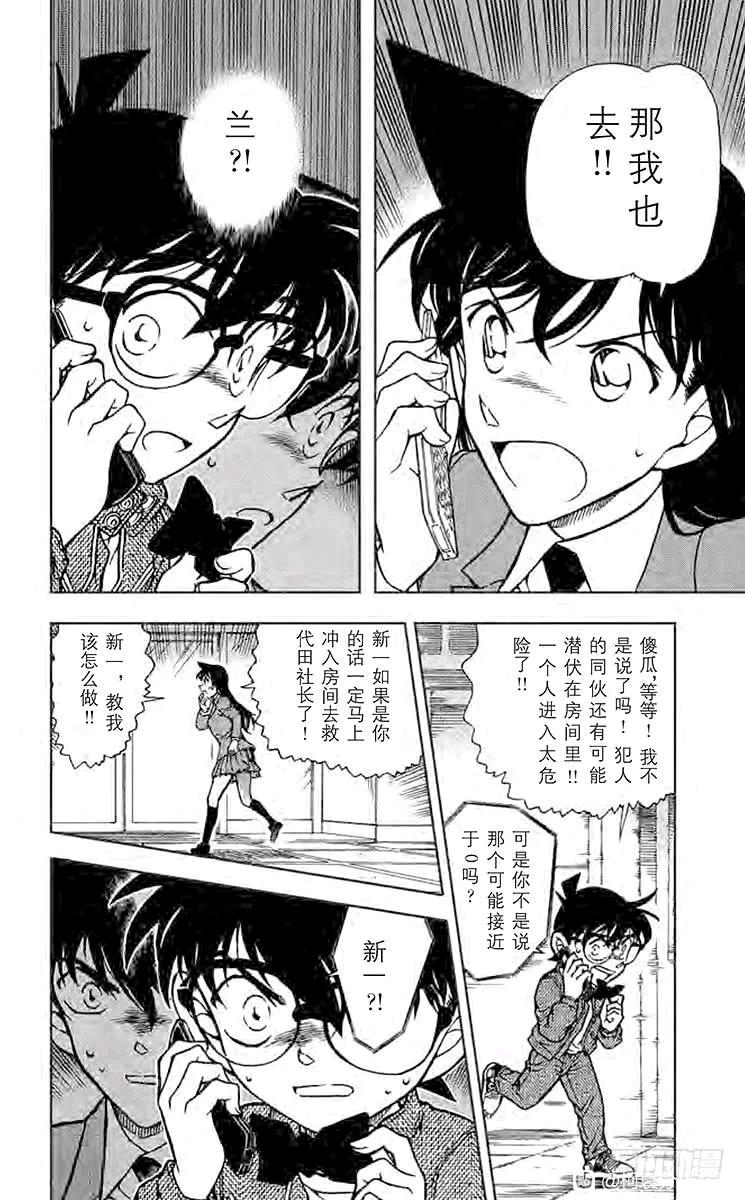 那我也
去!!
兰?!
傻瓜,等等!我不
是说了吗!犯人
的同伙还有可能
潜伏在房间里!!
一个人进入太危
险了!!
可是你不是说
那个可能接近
于0吗?
新一如果是你
的话一定马上
冲入房间去救
代田社长了!
新一,教我
该怎么做!!
新一?!